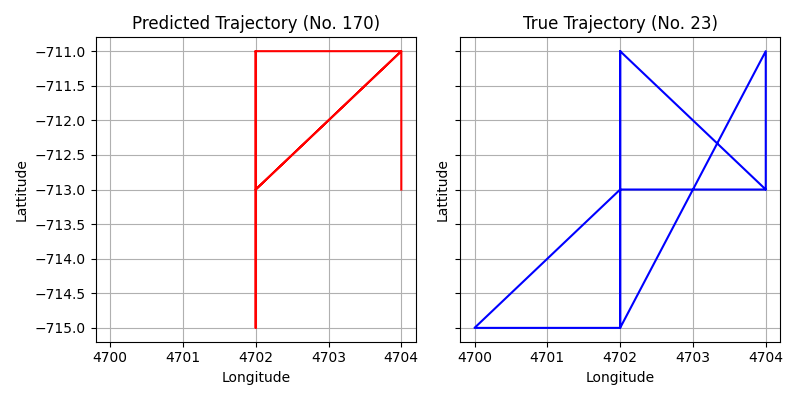 Predicted Trajectory (No. 170)
True Trajectory (No. 23)
Lattitude
−711.0
−711.5
−712.0
−712.5
−713.0
−713.5
−714.0
−714.5
−715.0
4700 4701 4702 4703 4704
Longitude
Lattitude
4700 4701 4702 4703 4704
Longitude